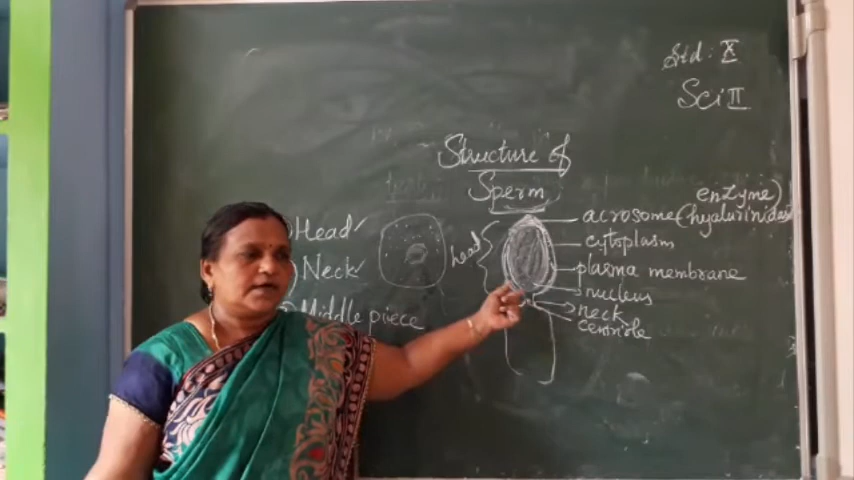 Std: X
Sci II
Structure of
Sperm
Head
Neck
Middle piece
head
acrosome (enzyme)
hyalurinidase
cytoplasm
plasma membrane
nucleus
neck
centriole